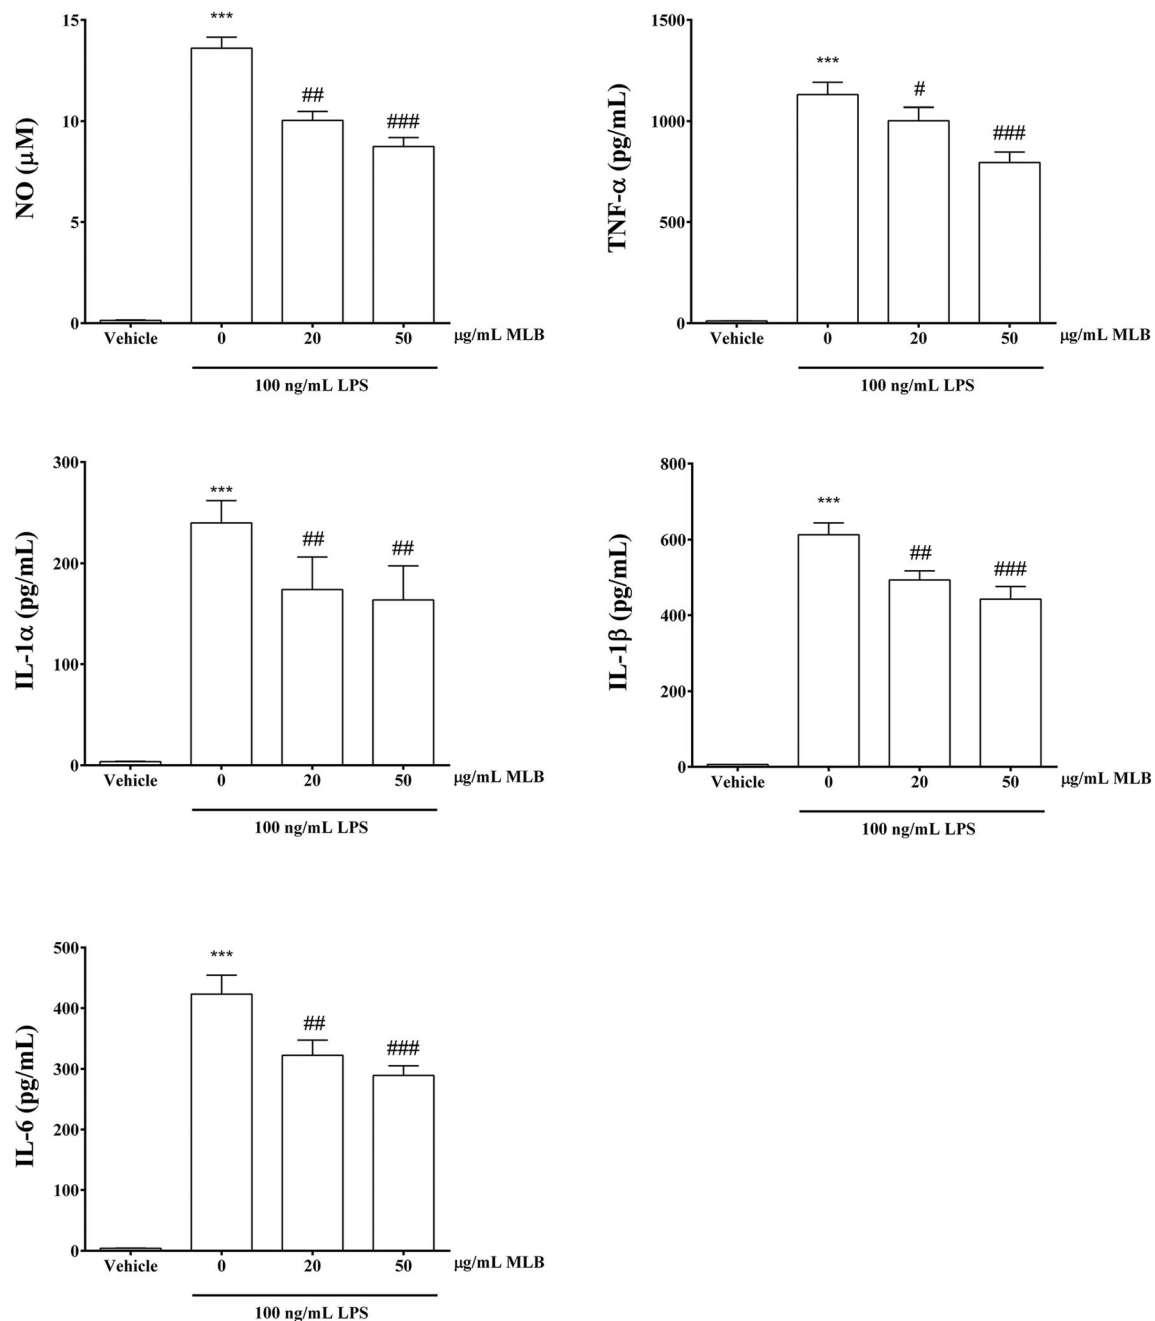 NO (μM)
15
10
5
0
***
##
###
Vehicle
0
20
50
μg/mL MLB
100 ng/mL LPS
TNF-α (pg/mL)
1500
1000
500
0
***
#
###
Vehicle
0
20
50
μg/mL MLB
100 ng/mL LPS
IL-1α (pg/mL)
300
200
100
0
***
##
##
Vehicle
0
20
50
μg/mL MLB
100 ng/mL LPS
IL-1β (pg/mL)
800
600
400
200
0
***
##
###
Vehicle
0
20
50
μg/mL MLB
100 ng/mL LPS
IL-6 (pg/mL)
500
400
300
200
100
0
***
##
###
Vehicle
0
20
50
μg/mL MLB
100 ng/mL LPS